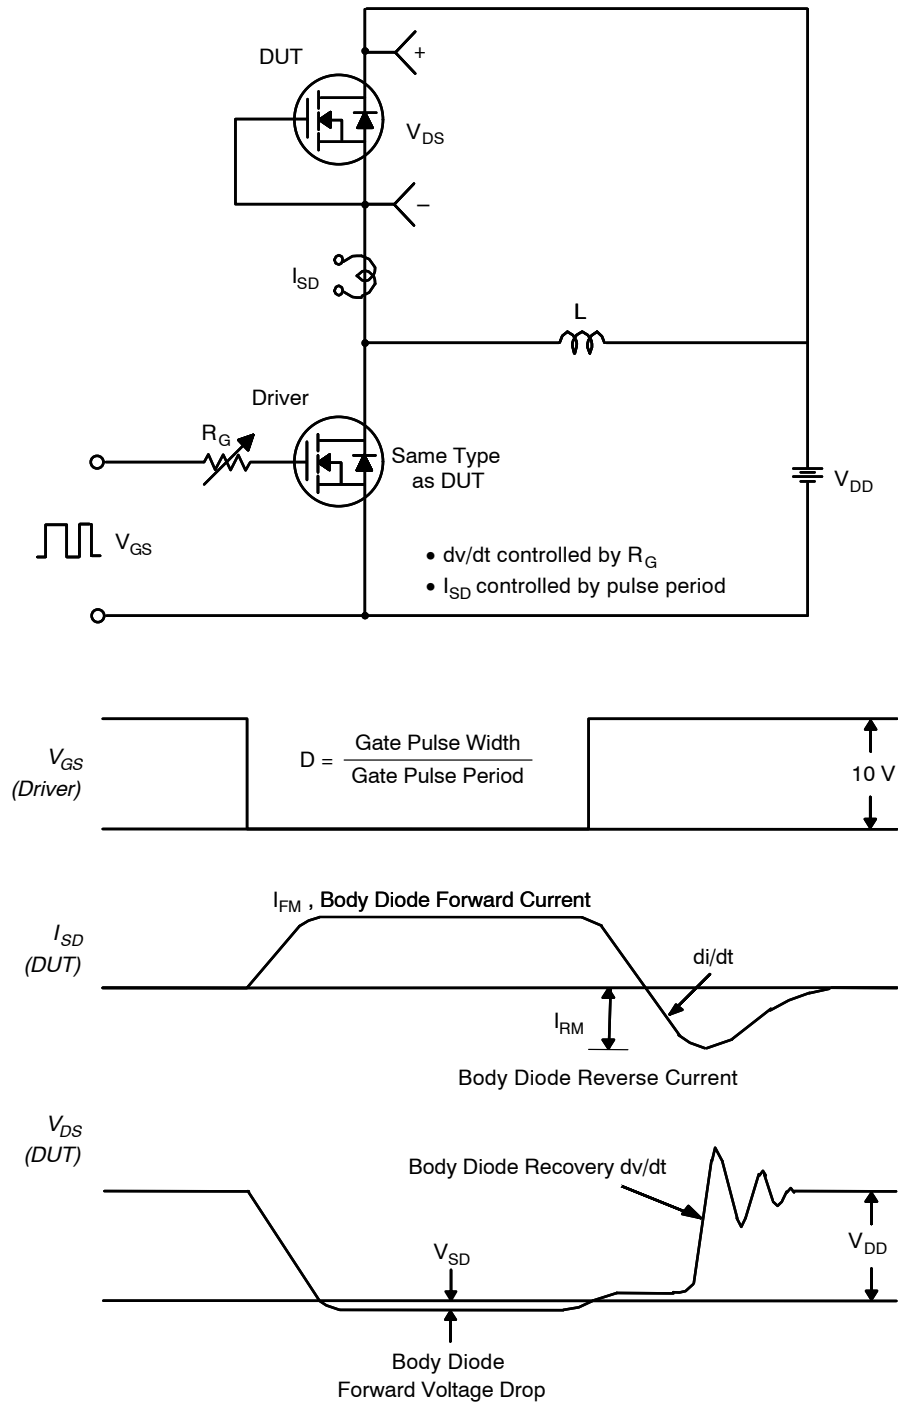 DUT
+
V_DS
–
I_SD
L
Driver
R_G
Same Type
as DUT
V_DD
V_GS
• dv/dt controlled by R_G
• I_SD controlled by pulse period
V_GS
(Driver)
D = Gate Pulse Width
Gate Pulse Period
10 V
I_FM , Body Diode Forward Current
I_SD
(DUT)
di/dt
I_RM
Body Diode Reverse Current
V_DS
(DUT)
Body Diode Recovery dv/dt
V_SD
V_DD
Body Diode
Forward Voltage Drop